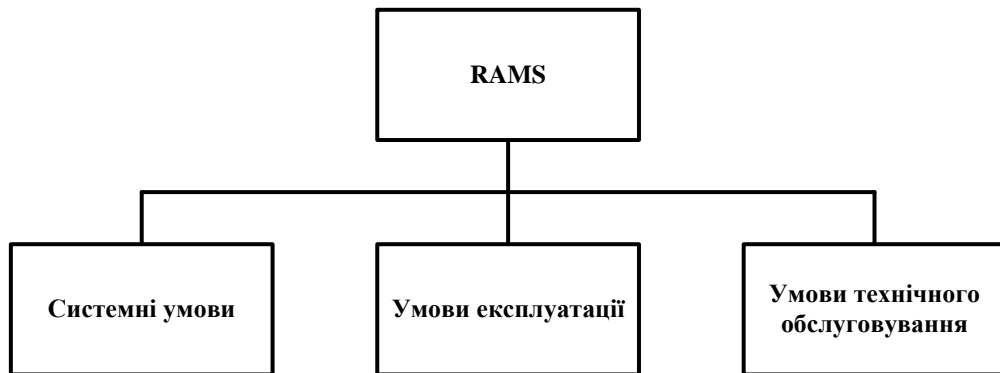 RAMS
Системні умови
Умови експлуатації
Умови технічного
обслуговування